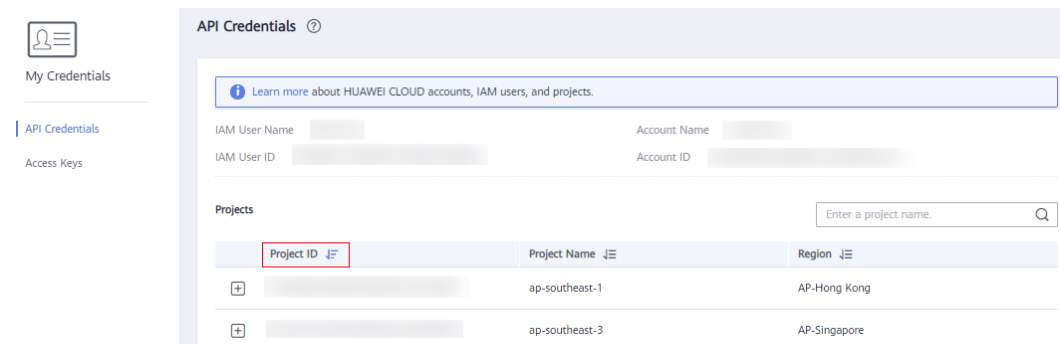 API Credentials
My Credentials
API Credentials
Access Keys
Learn more about HUAWEI CLOUD accounts, IAM users, and projects.
IAM User Name Account Name
IAM User ID Account ID
Projects
Enter a project name.
Project ID Project Name Region
ap-southeast-1 AP-Hong Kong
ap-southeast-3 AP-Singapore